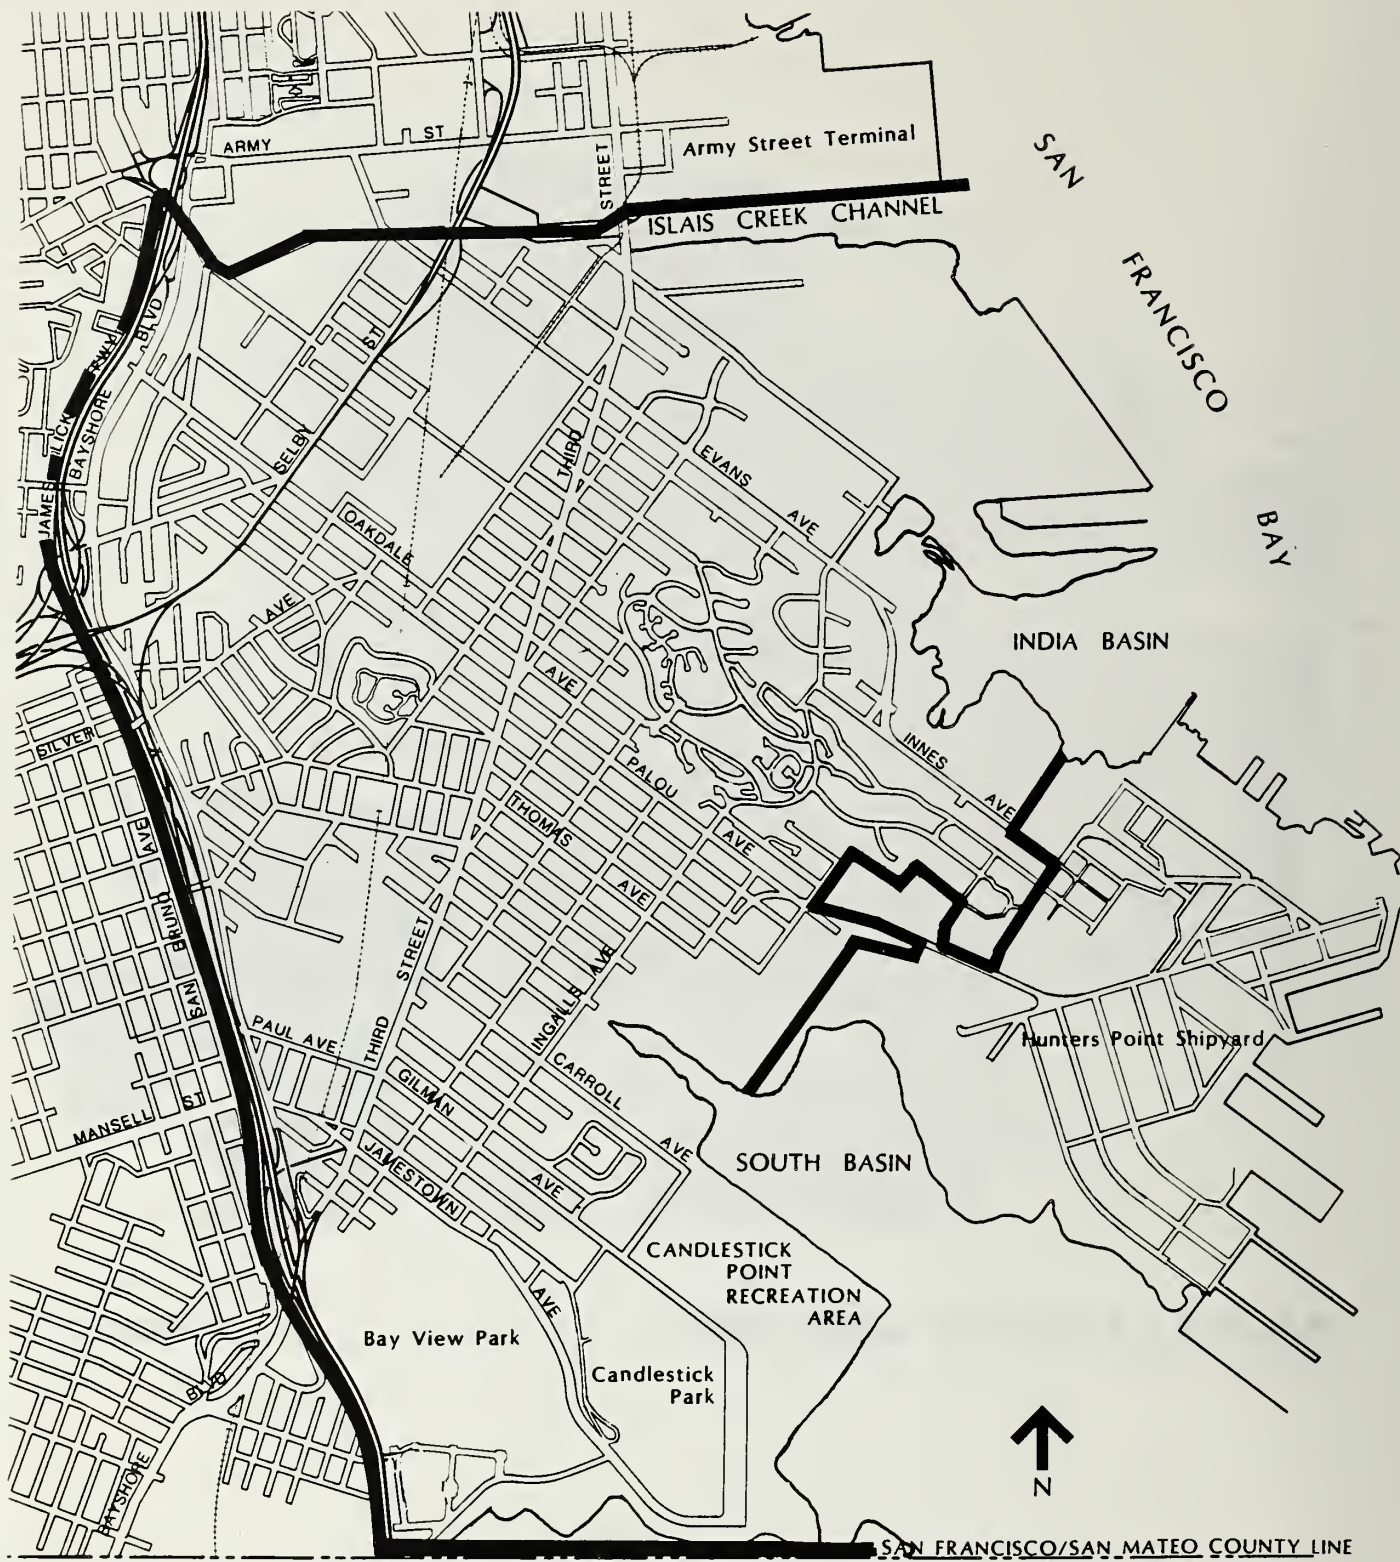 ARMY ST
Army Street Terminal
STREET
ISLAIS CREEK CHANNEL
SAN
FRANCISCO
BAY
BLVD
FWY
LICK
JAMES
BAYSHORE
ST
SELBY
THIRD
EVANS
AVE
OAKDALE
AVE
INDIA BASIN
AVE
SILVER
INNES
AVE
PALOU
AVE
THOMAS
AVE
AVE
BRUNO
SAN
STREET
THIRD
INGALLS AVE
PAUL AVE
Hunters Point Shipyard
CARROLL
AVE
GILMAN
AVE
MANSELL ST
JAMESTOWN
AVE
SOUTH BASIN
CANDLESTICK
POINT
RECREATION
AREA
Bay View Park
Candlestick
Park
BLVD
BAYSHORE
N
SAN FRANCISCO/SAN MATEO COUNTY LINE